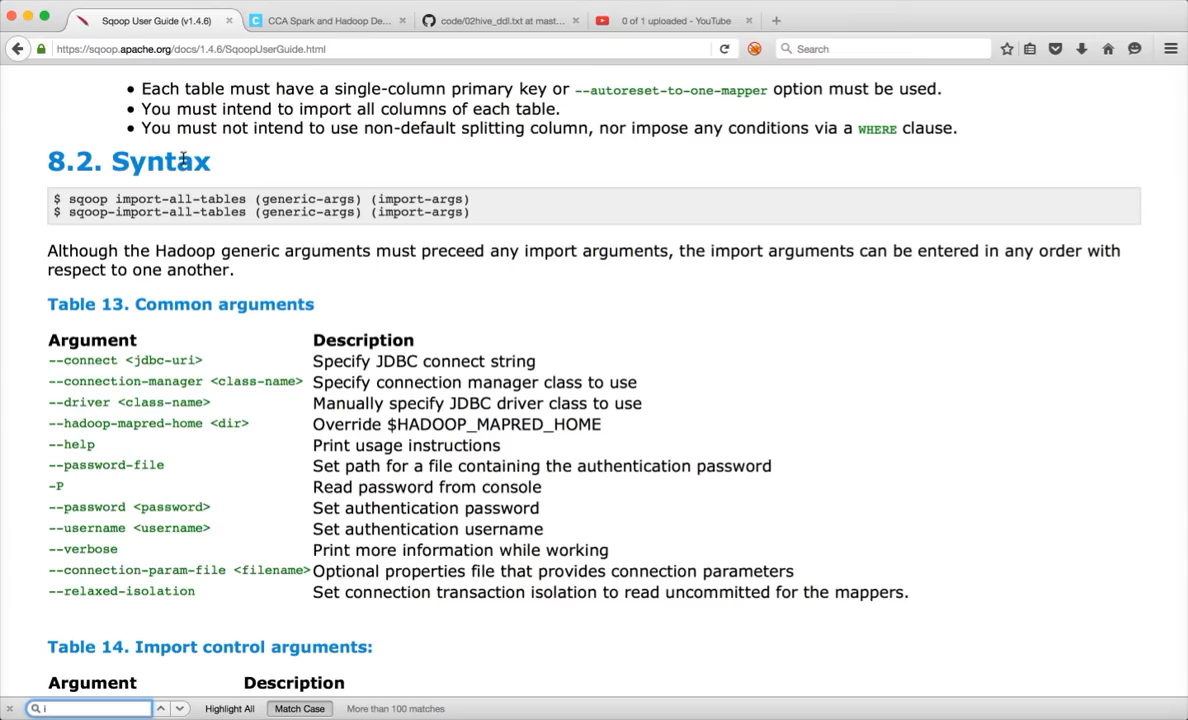 Sqoop User Guide (v1.4.6)
CCA Spark and Hadoop De...
code/02hive_ddl.txt at mast...
0 of 1 uploaded - YouTube
https://sqoop.apache.org/docs/1.4.6/SqoopUserGuide.html
Search
• Each table must have a single-column primary key or --autoreset-to-one-mapper option must be used.
• You must intend to import all columns of each table.
• You must not intend to use non-default splitting column, nor impose any conditions via a WHERE clause.
8.2. Syntax
$ sqoop import-all-tables (generic-args) (import-args)
$ sqoop-import-all-tables (generic-args) (import-args)
Although the Hadoop generic arguments must preceed any import arguments, the import arguments can be entered in any order with
respect to one another.
Table 13. Common arguments
Argument Description
--connect <jdbc-uri> Specify JDBC connect string
--connection-manager <class-name> Specify connection manager class to use
--driver <class-name> Manually specify JDBC driver class to use
--hadoop-mapred-home <dir> Override $HADOOP_MAPRED_HOME
--help Print usage instructions
--password-file Set path for a file containing the authentication password
-P Read password from console
--password <password> Set authentication password
--username <username> Set authentication username
--verbose Print more information while working
--connection-param-file <filename> Optional properties file that provides connection parameters
--relaxed-isolation Set connection transaction isolation to read uncommitted for the mappers.
Table 14. Import control arguments:
Argument Description
i
Highlight All
Match Case
More than 100 matches